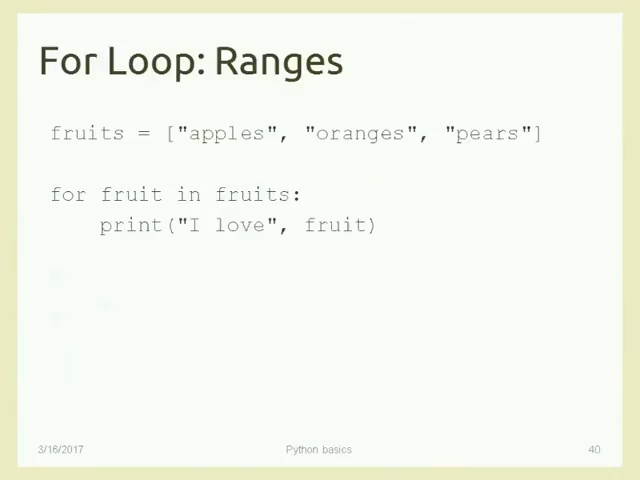 For Loop: Ranges
fruits = ["apples", "oranges", "pears"]
for fruit in fruits:
    print("I love", fruit)
3/16/2017
Python basics
40